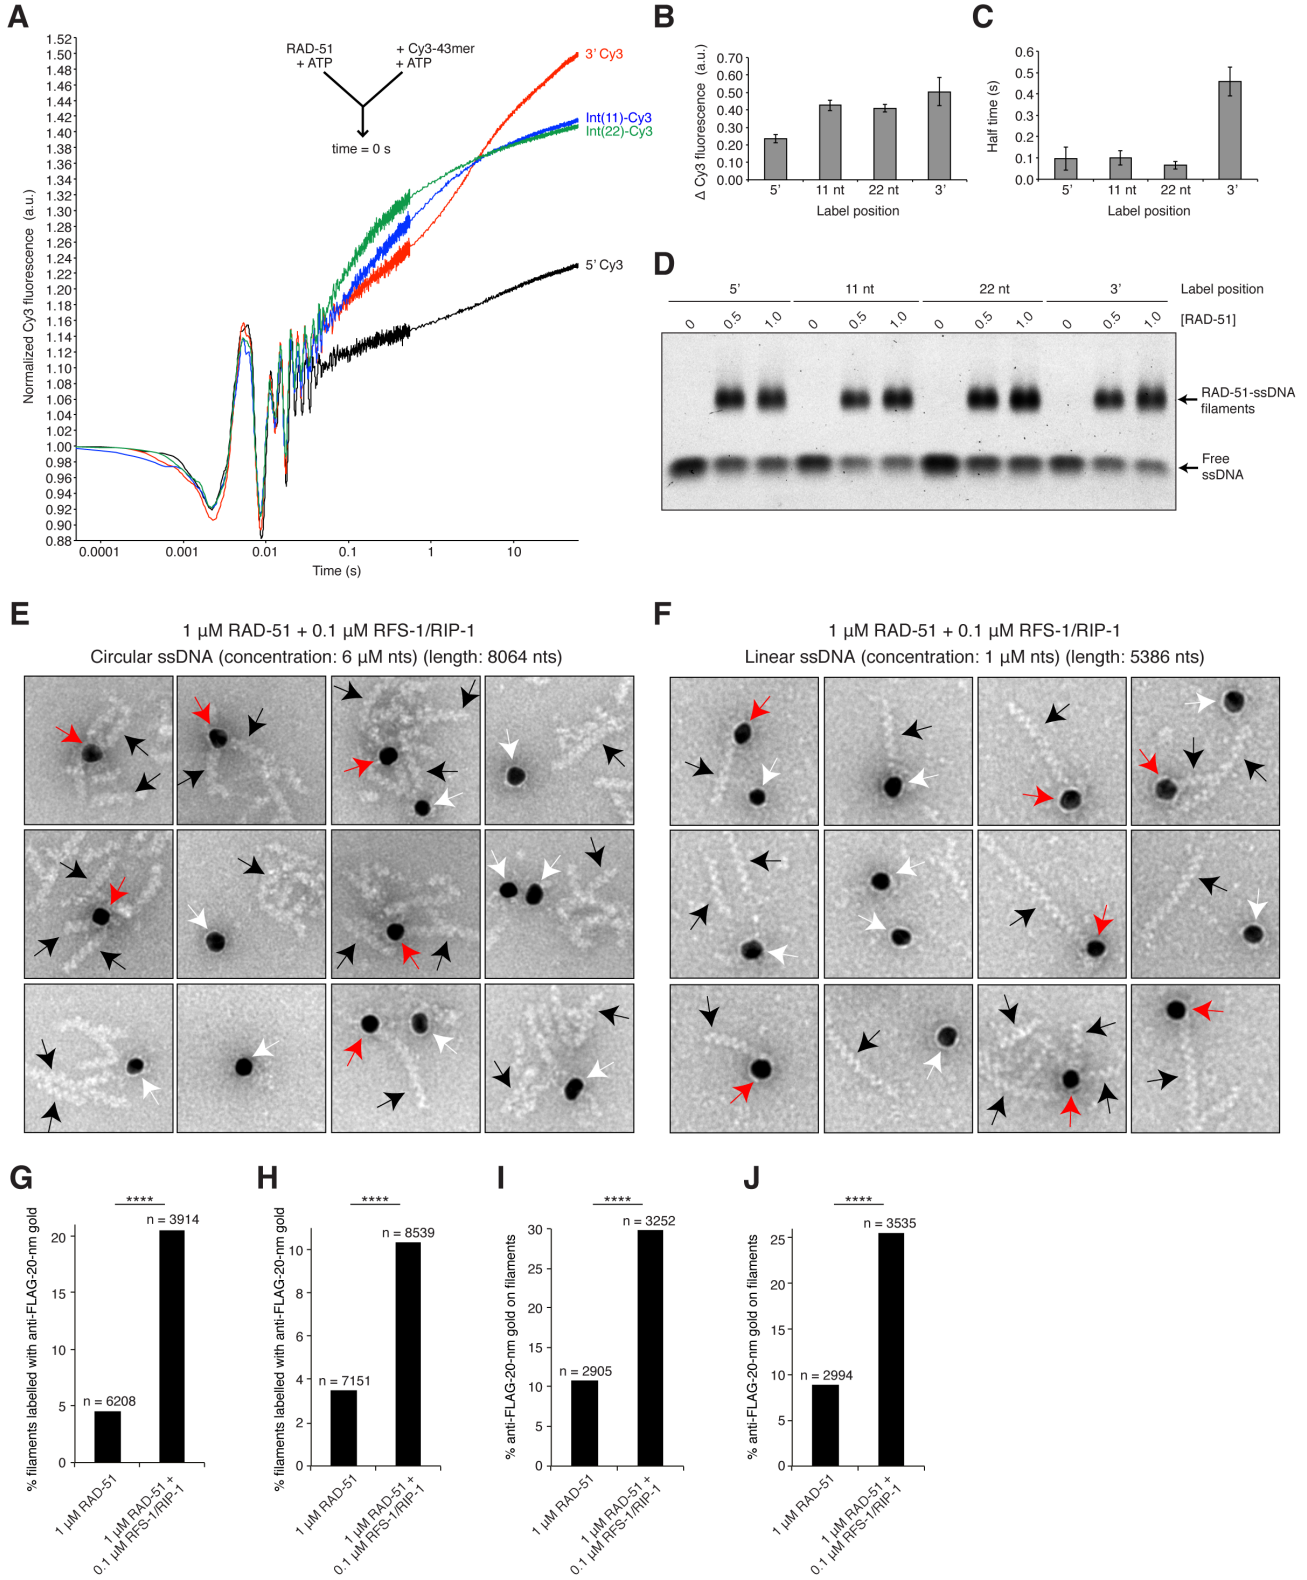 A
1.52
1.50
1.48
1.46
1.44
1.42
1.40
1.38
1.36
1.34
1.32
1.30
1.28
1.26
1.24
1.22
1.20
1.18
1.16
1.14
1.12
1.10
1.08
1.06
1.04
1.02
1.00
0.98
0.96
0.94
0.92
0.90
0.88
Normalized Cy3 fluorescence (a.u.)
0.0001 0.001 0.01 0.1 1 10
Time (s)
RAD-51
+ ATP
+ Cy3-43mer
+ ATP
time = 0 s
3' Cy3
Int(11)-Cy3
Int(22)-Cy3
5' Cy3
B
Δ Cy3 fluorescence (a.u.)
0.70
0.60
0.50
0.40
0.30
0.20
0.10
0.00
5' 11 nt 22 nt 3'
Label position
C
Half time (s)
0.6
0.5
0.4
0.3
0.2
0.1
0.0
5' 11 nt 22 nt 3'
Label position
D
5' 11 nt 22 nt 3' Label position
0 0.5 1.0 0 0.5 1.0 0 0.5 1.0 0 0.5 1.0 [RAD-51]
RAD-51-ssDNA
filaments
Free
ssDNA
E
1 µM RAD-51 + 0.1 µM RFS-1/RIP-1
Circular ssDNA (concentration: 6 µM nts) (length: 8064 nts)
F
1 µM RAD-51 + 0.1 µM RFS-1/RIP-1
Linear ssDNA (concentration: 1 µM nts) (length: 5386 nts)
G
% filaments labelled with anti-FLAG-20-nm gold
20
15
10
5
0
****
n = 3914
n = 6208
1 µM RAD-51
1 µM RAD-51 +
0.1 µM RFS-1/RIP-1
H
% filaments labelled with anti-FLAG-20-nm gold
10
8
6
4
2
0
****
n = 8539
n = 7151
1 µM RAD-51
1 µM RAD-51 +
0.1 µM RFS-1/RIP-1
I
% anti-FLAG-20-nm gold on filaments
30
25
20
15
10
5
0
****
n = 3252
n = 2905
1 µM RAD-51
1 µM RAD-51 +
0.1 µM RFS-1/RIP-1
J
% anti-FLAG-20-nm gold on filaments
25
20
15
10
5
0
****
n = 3535
n = 2994
1 µM RAD-51
1 µM RAD-51 +
0.1 µM RFS-1/RIP-1